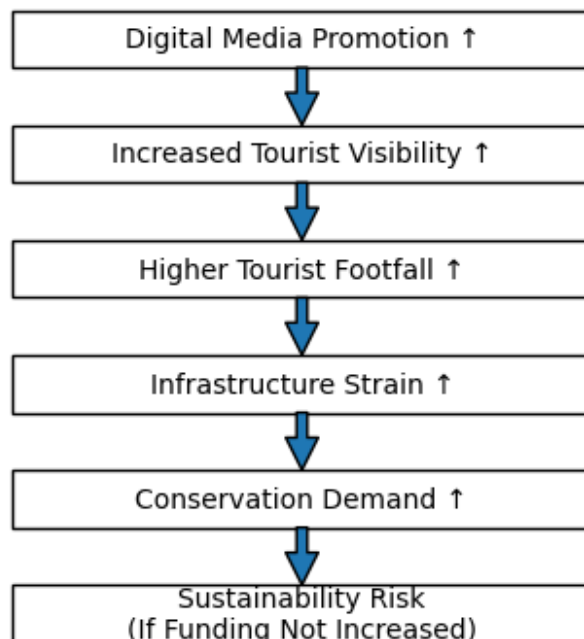 Digital Media Promotion ↑
Increased Tourist Visibility ↑
Higher Tourist Footfall ↑
Infrastructure Strain ↑
Conservation Demand ↑
Sustainability Risk
(If Funding Not Increased)